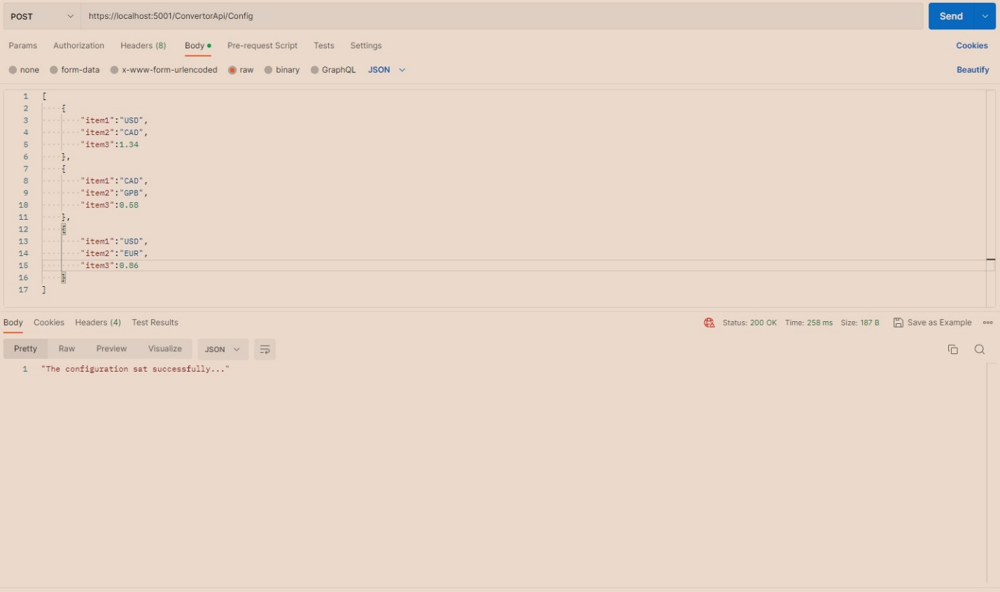 POST https://localhost:5001/ConvertorApi/Config Send
Params Authorization Headers (8) Body Pre-request Script Tests Settings Cookies
none form-data x-www-form-urlencoded raw binary GraphQL JSON Beautify
1 [
2 {
3 "item1":"USD",
4 "item2":"CAD",
5 "item3":1.34
6 },
7 {
8 "item1":"CAD",
9 "item2":"GPB",
10 "item3":0.58
11 },
12 {
13 "item1":"USD",
14 "item2":"EUR",
15 "item3":0.86
16 }
17 ]
Body Cookies Headers (4) Test Results Status: 200 OK Time: 258 ms Size: 187 B Save as Example
Pretty Raw Preview Visualize JSON
1 "The configuration sat successfully..."